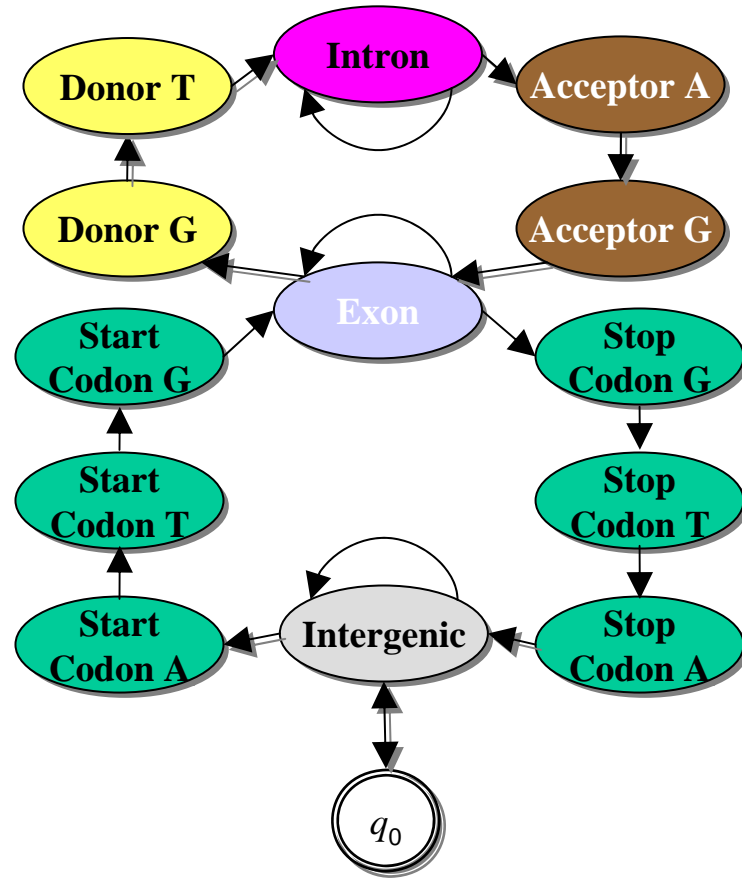 Intron
Donor T
Acceptor A
Donor G
Acceptor G
Exon
Start
Codon G
Stop
Codon G
Start
Codon T
Stop
Codon T
Start
Codon A
Intergenic
Stop
Codon A
q₀